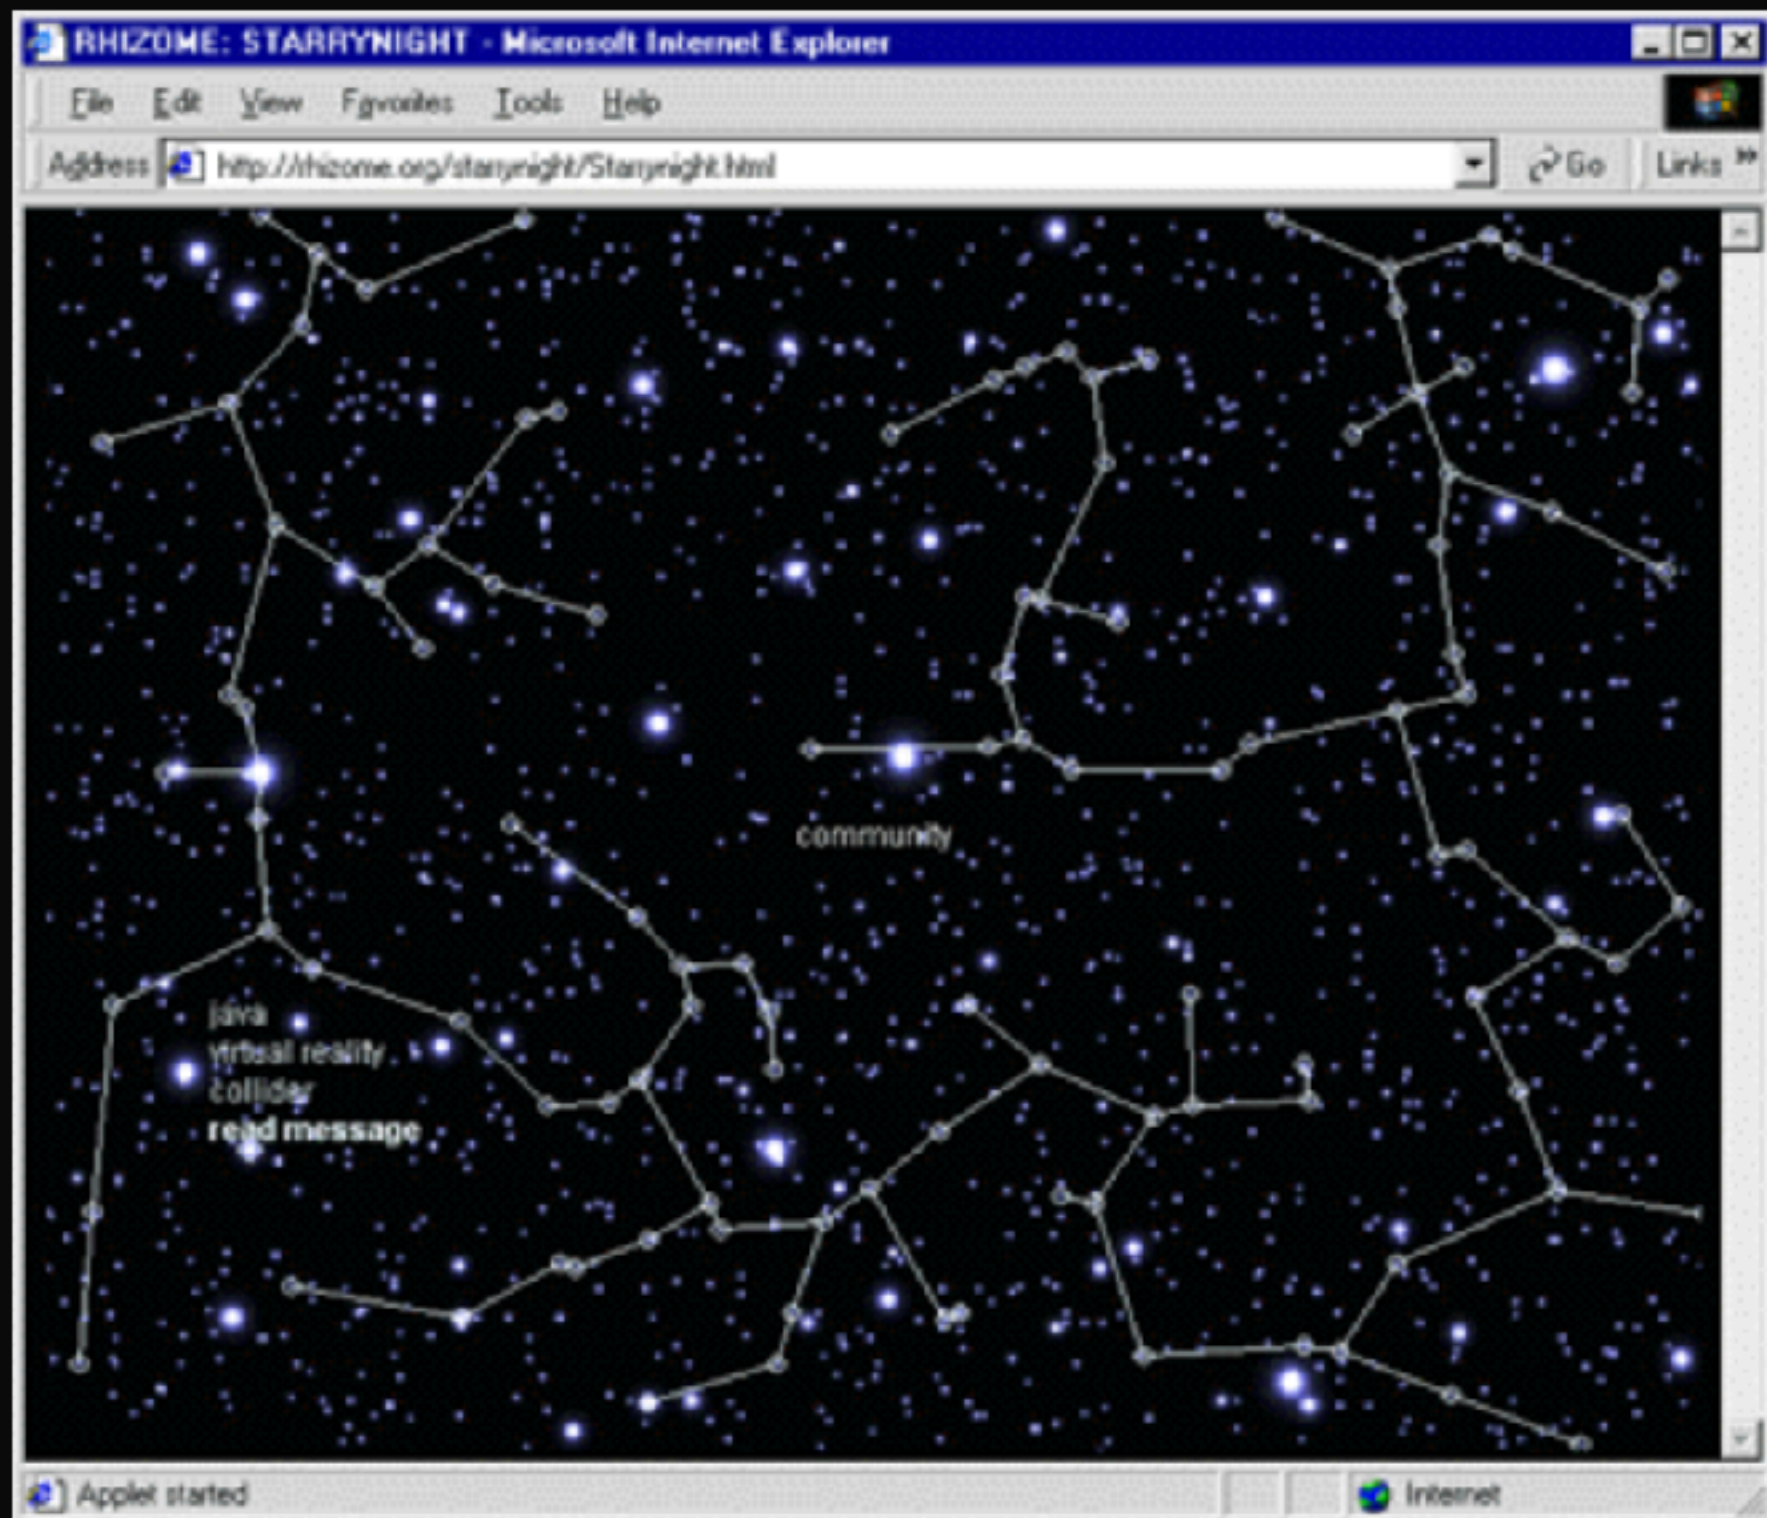 RHIZOME: STARRYNIGHT - Microsoft Internet Explorer
File Edit View Favorites Tools Help
Address http://rhizome.org/starrynight/Starrynight.html Go Links »
community
java
virtual reality
collider
read message
Applet started Internet